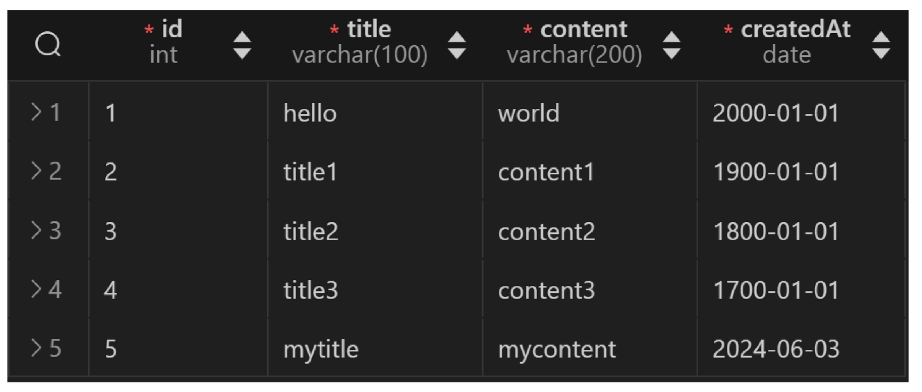 * id * title * content * createdAt
int varchar(100) varchar(200) date
> 1 1 hello world 2000-01-01
> 2 2 title1 content1 1900-01-01
> 3 3 title2 content2 1800-01-01
> 4 4 title3 content3 1700-01-01
> 5 5 mytitle mycontent 2024-06-03